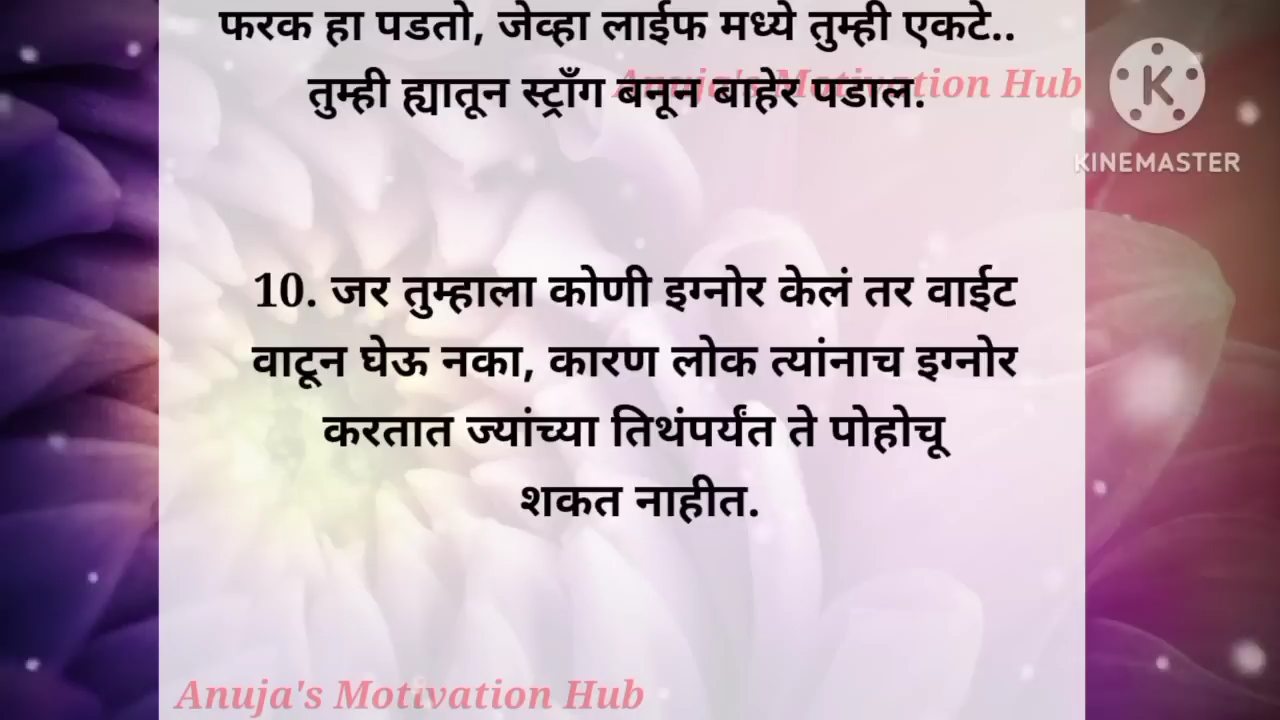 फरक हा पडतो, जेव्हा लाईफ मध्ये तुम्ही एकटे..
Anuja's Motivation Hub
तुम्ही ह्यातून स्ट्राँग बनून बाहेर पडाल.
KINEMASTER
10. जर तुम्हाला कोणी इग्नोर केलं तर वाईट
वाटून घेऊ नका, कारण लोक त्यांनाच इग्नोर
करतात ज्यांच्या तिथंपर्यंत ते पोहोचू
शकत नाहीत.
Anuja's Motivation Hub